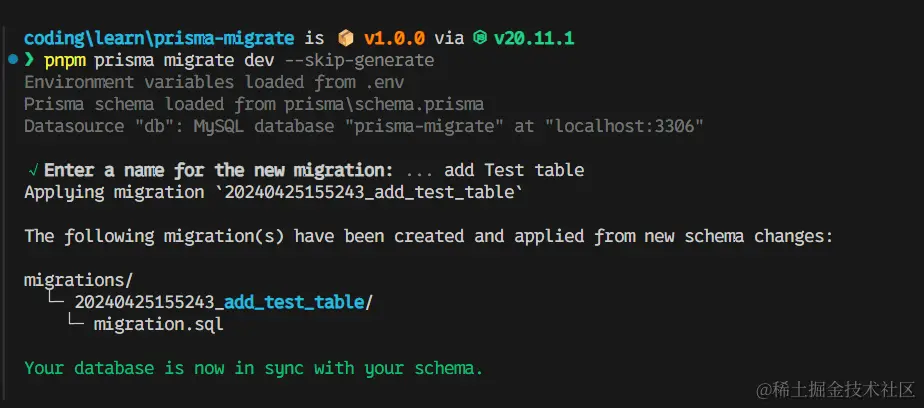 coding\learn\prisma-migrate is 📦 v1.0.0 via v20.11.1
❯ pnpm prisma migrate dev --skip-generate
Environment variables loaded from .env
Prisma schema loaded from prisma\schema.prisma
Datasource "db": MySQL database "prisma-migrate" at "localhost:3306"
√ Enter a name for the new migration: ... add Test table
Applying migration `20240425155243_add_test_table`
The following migration(s) have been created and applied from new schema changes:
migrations/
└─ 20240425155243_add_test_table/
└─ migration.sql
Your database is now in sync with your schema.
@稀土掘金技术社区